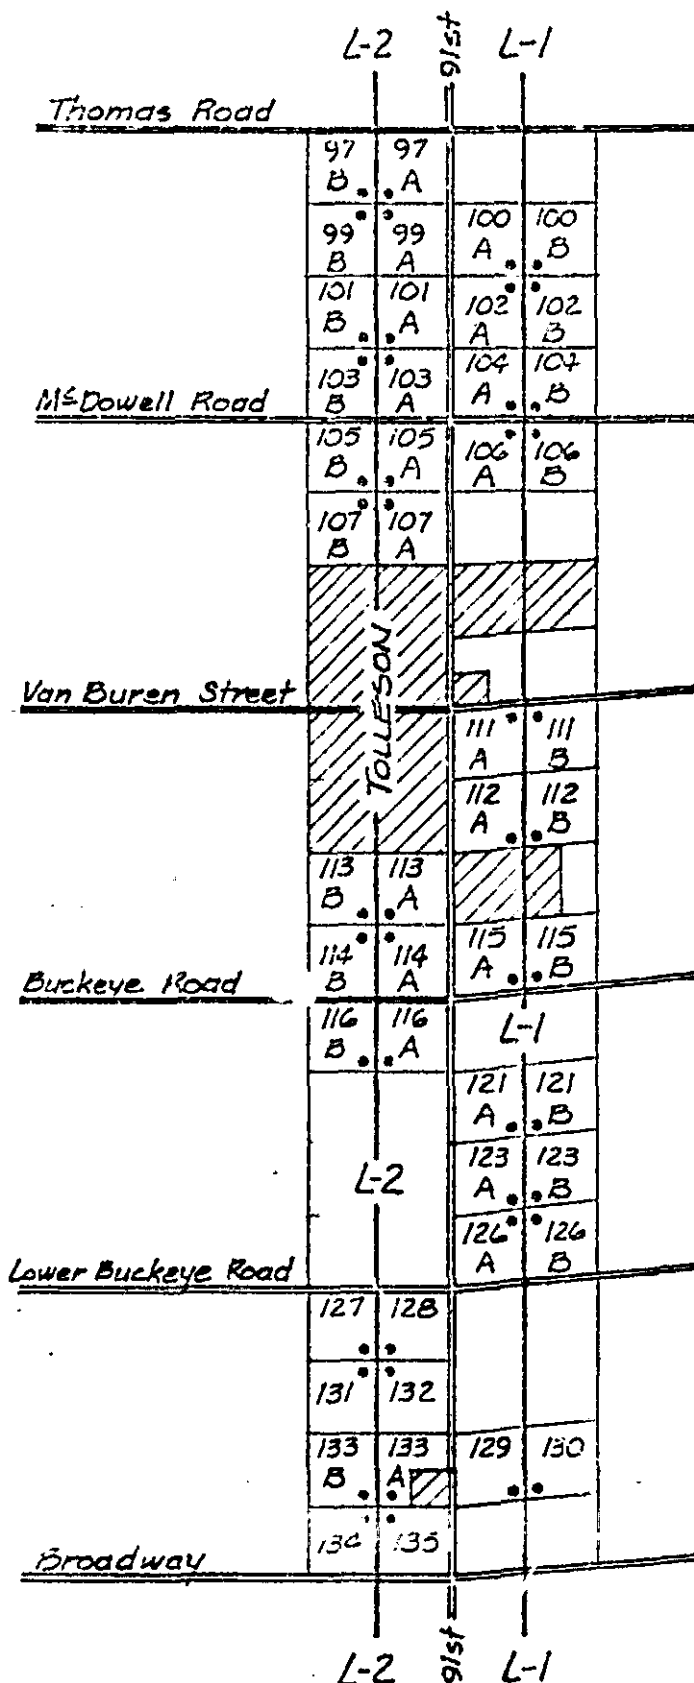 L-2 91st L-1
Thomas Road
97 97
B A
100 100
A B
99 99
B A
101 101
B A
102 102
A B
103 103
B A
104 107
A B
McDowell Road
105 105
B A
106 106
A B
107 107
B A
TOLLESON
Van Buren Street
111 111
A B
112 112
A B
113 113
B A
115 115
A B
114 114
B A
Buckeye Road
116 116
B A
L-1
121 121
A B
L-2
123 123
A B
126 126
A B
Lower Buckeye Road
127 128
131 132
133 133
B A
129 130
134 135
Broadway
L-2 91st L-1